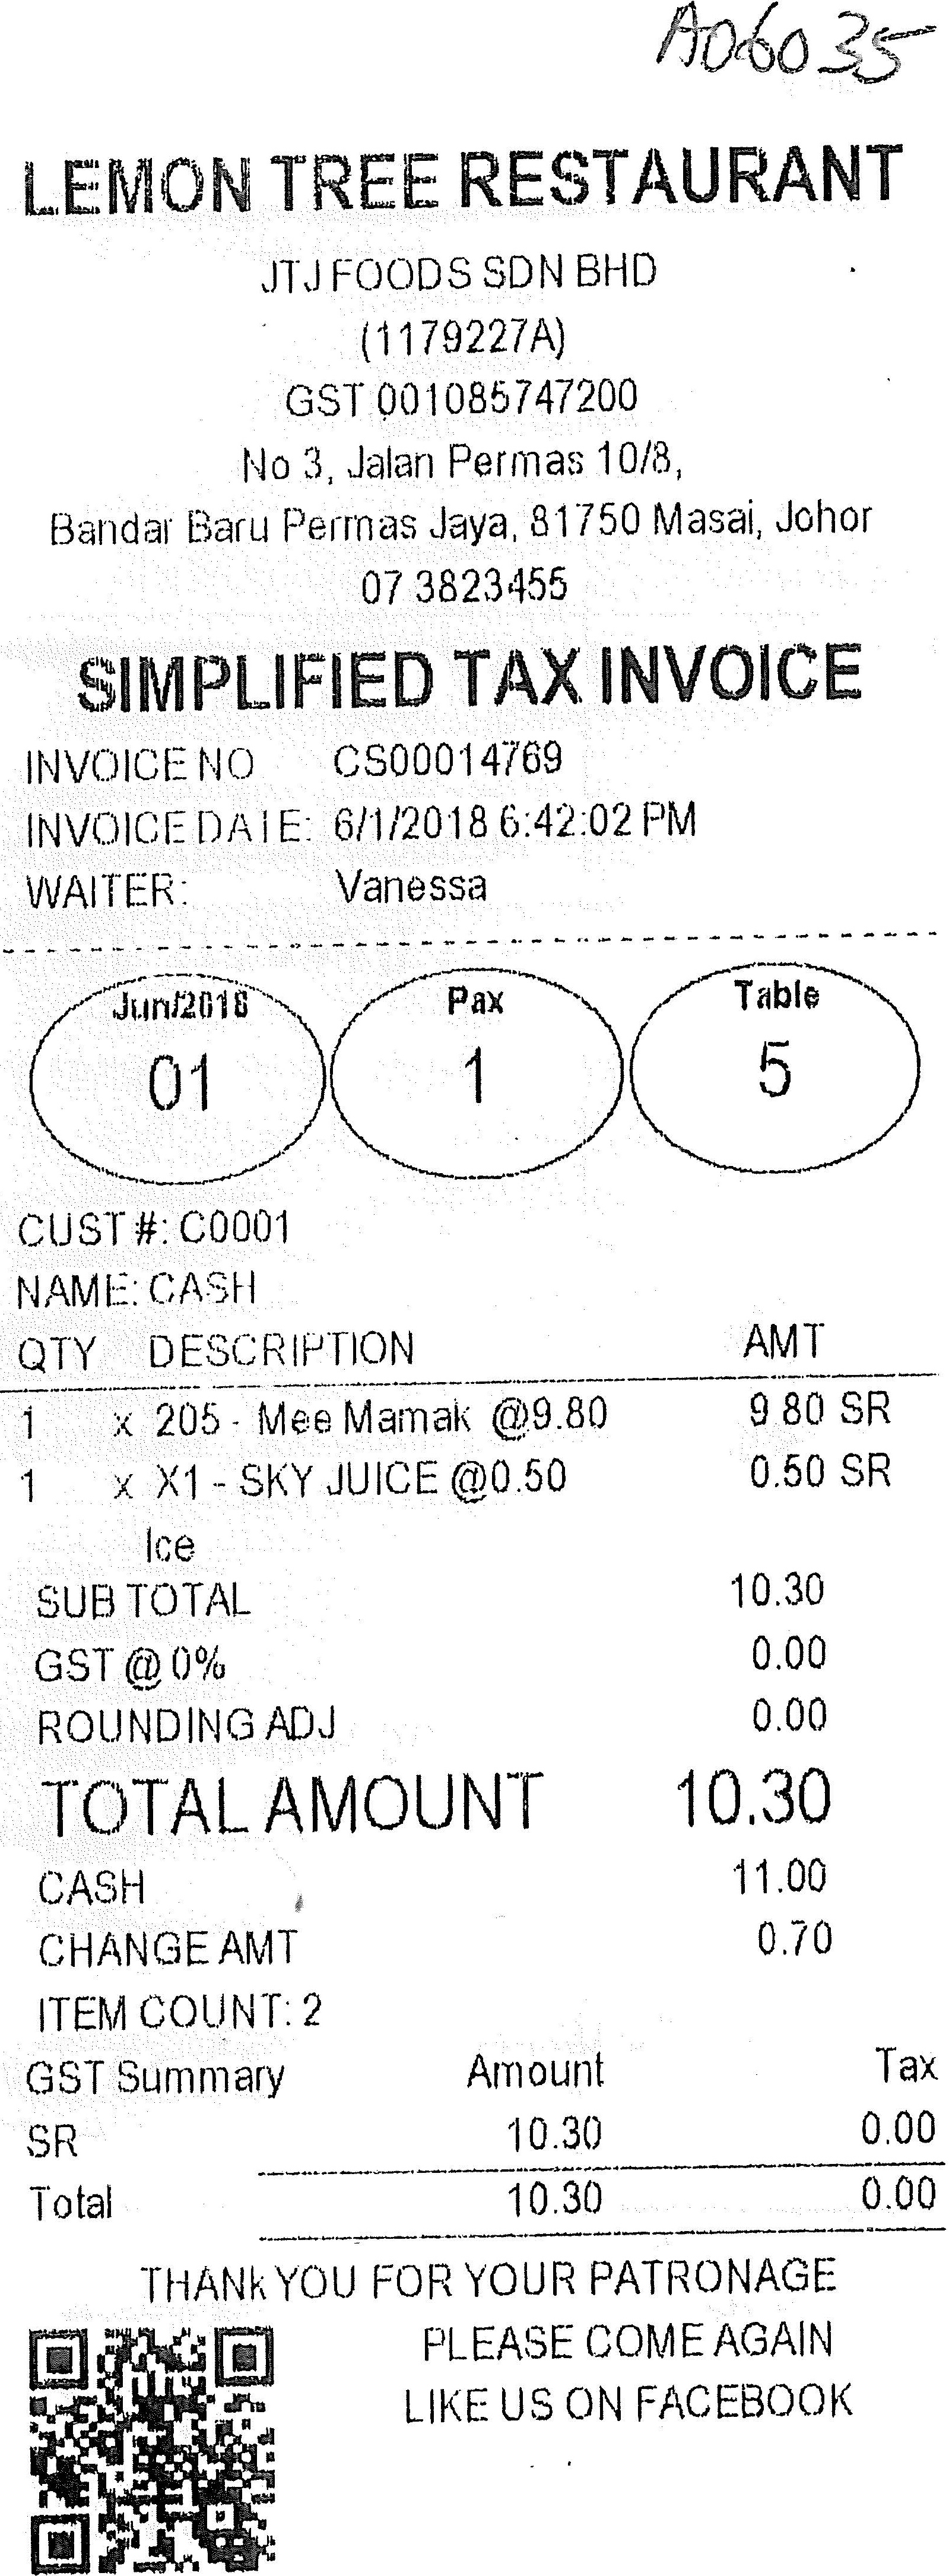 A06035
LEMON TREE RESTAURANT
JTJ FOODS SDN BHD
(1179227A)
GST 001085747200
No 3, Jalan Permas 10/8,
Bandar Baru Permas Jaya, 81750 Masai, Johor
07 3823455
SIMPLIFIED TAX INVOICE
INVOICE NO CS00014769
INVOICE DATE: 6/1/2018 6:42:02 PM
WAITER: Vanessa
Jun/2018 Pax Table
01 1 5
CUST #: C0001
NAME: CASH
QTY DESCRIPTION AMT
1 x 205 - Mee Mamak @9.80 9.80 SR
1 x X1 - SKY JUICE @0.50 0.50 SR
Ice
SUB TOTAL 10.30
GST @ 0% 0.00
ROUNDING ADJ 0.00
TOTAL AMOUNT 10.30
CASH 11.00
CHANGE AMT 0.70
ITEM COUNT: 2
GST Summary Amount Tax
SR 10.30 0.00
Total 10.30 0.00
THANK YOU FOR YOUR PATRONAGE
PLEASE COME AGAIN
LIKE US ON FACEBOOK